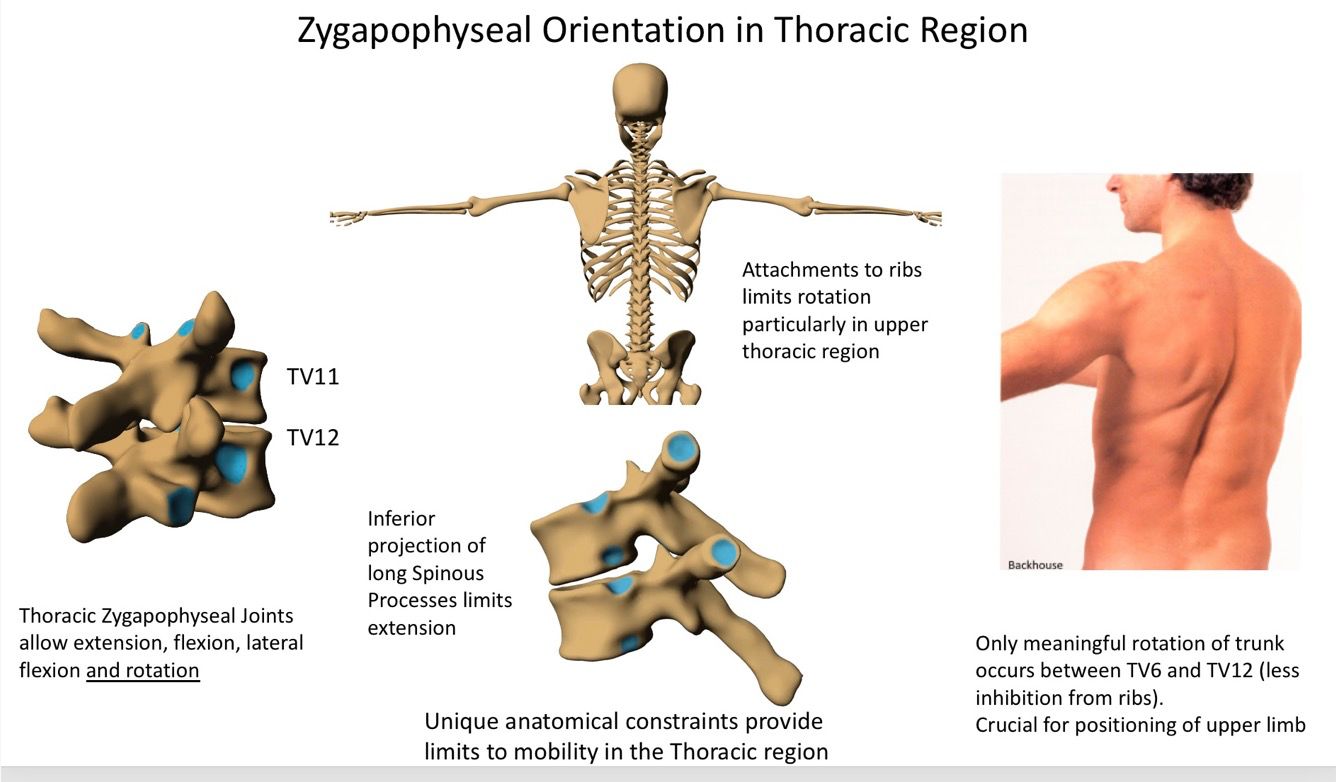 Zygapophyseal Orientation in Thoracic Region
Attachments to ribs
limits rotation
particularly in upper
thoracic region
TV11
TV12
Inferior
projection of
long Spinous
Processes limits
extension
Backhouse
Thoracic Zygapophyseal Joints
allow extension, flexion, lateral
flexion and rotation
Only meaningful rotation of trunk
occurs between TV6 and TV12 (less
inhibition from ribs).
Crucial for positioning of upper limb
Unique anatomical constraints provide
limits to mobility in the Thoracic region